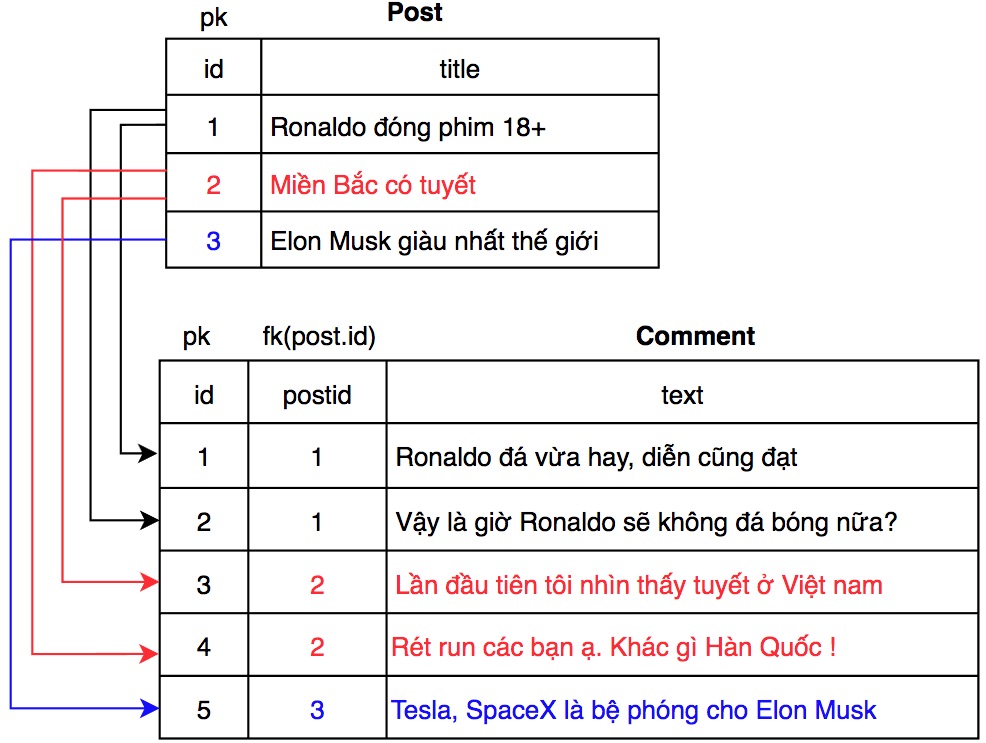 pk Post
id title
1 Ronaldo đóng phim 18+
2 Miền Bắc có tuyết
3 Elon Musk giàu nhất thế giới
pk fk(post.id) Comment
id postid text
1 1 Ronaldo đá vừa hay, diễn cũng đạt
2 1 Vậy là giờ Ronaldo sẽ không đá bóng nữa?
3 2 Lần đầu tiên tôi nhìn thấy tuyết ở Việt nam
4 2 Rét run các bạn ạ. Khác gì Hàn Quốc !
5 3 Tesla, SpaceX là bệ phóng cho Elon Musk